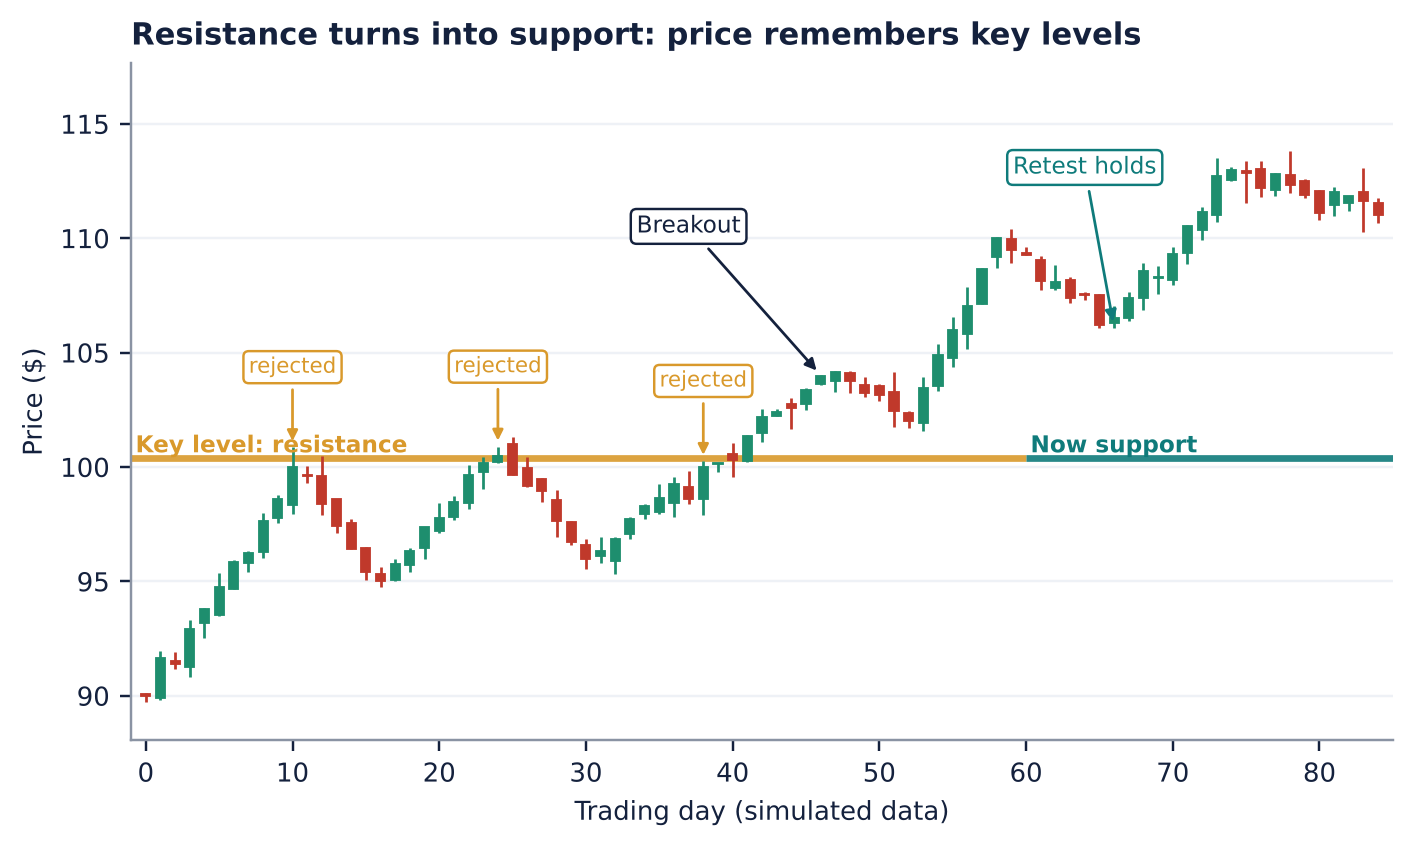 Resistance turns into support: price remembers key levels
115
110
105
100
95
90
Price ($)
Retest holds
Breakout
rejected
rejected
rejected
Key level: resistance
Now support
0
10
20
30
40
50
60
70
80
Trading day (simulated data)